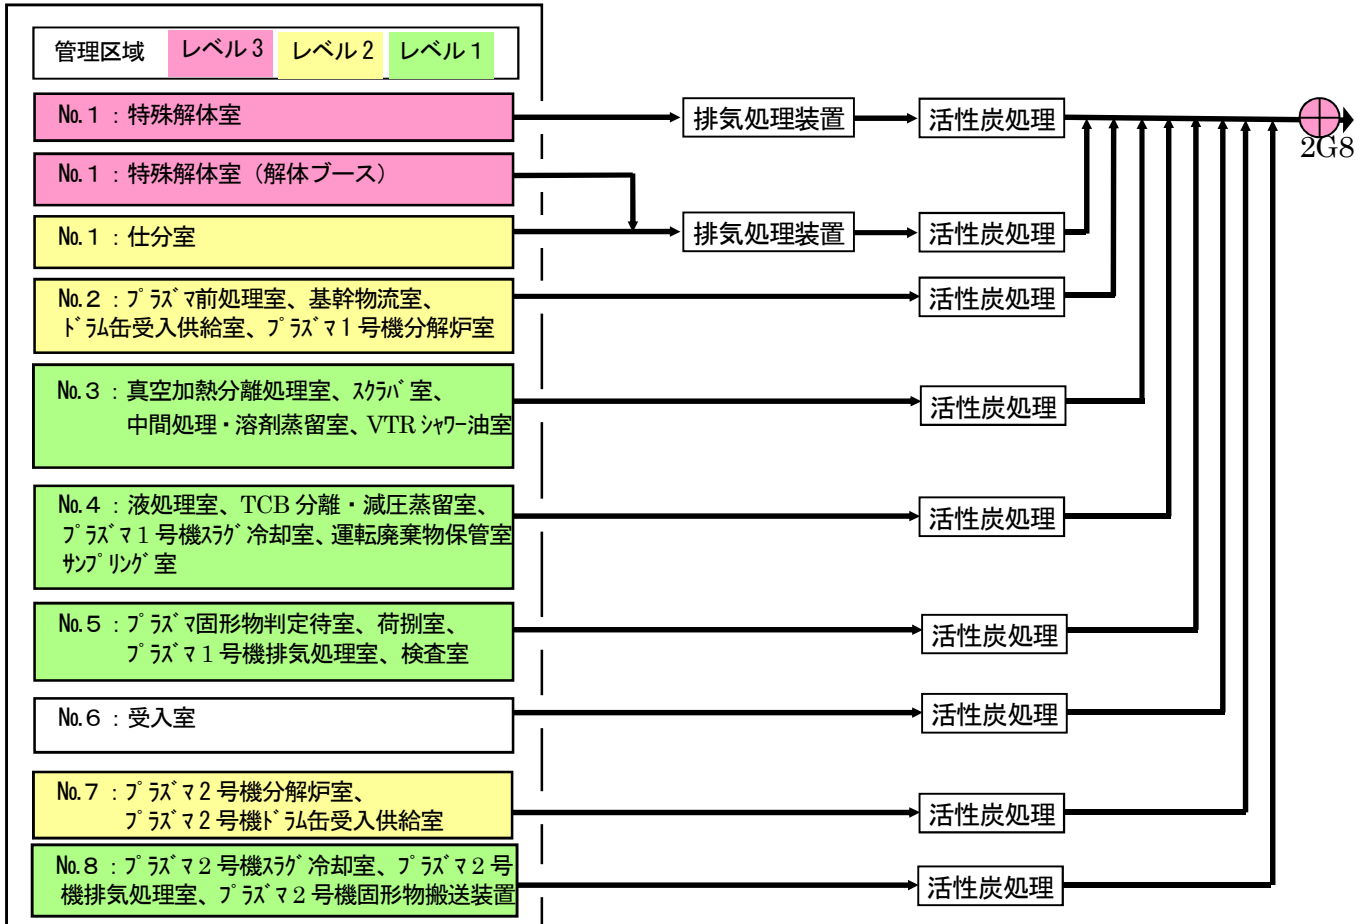 管理区域 レベル3 レベル2 レベル1
No.1：特殊解体室
排気処理装置
活性炭処理
2G8
No.1：特殊解体室（解体ブース）
No.1：仕分室
排気処理装置
活性炭処理
No.2：ﾌﾟﾗｽﾞﾏ前処理室、基幹物流室、
ﾄﾞﾗﾑ缶受入供給室、ﾌﾟﾗｽﾞﾏ1号機分解炉室
活性炭処理
No.3：真空加熱分離処理室、ｽｸﾗﾊﾞ室、
中間処理・溶剤蒸留室、VTRｼｬﾜｰ油室
活性炭処理
No.4：液処理室、TCB分離・減圧蒸留室、
ﾌﾟﾗｽﾞﾏ1号機ｽﾗｸﾞ冷却室、運転廃棄物保管室
ｻﾝﾌﾟﾘﾝｸﾞ室
活性炭処理
No.5：ﾌﾟﾗｽﾞﾏ固形物判定待室、荷捌室、
ﾌﾟﾗｽﾞﾏ1号機排気処理室、検査室
活性炭処理
No.6：受入室
活性炭処理
No.7：ﾌﾟﾗｽﾞﾏ2号機分解炉室、
ﾌﾟﾗｽﾞﾏ2号機ﾄﾞﾗﾑ缶受入供給室
活性炭処理
No.8：ﾌﾟﾗｽﾞﾏ2号機ｽﾗｸﾞ冷却室、ﾌﾟﾗｽﾞﾏ2号
機排気処理室、ﾌﾟﾗｽﾞﾏ2号機固形物搬送装置
活性炭処理